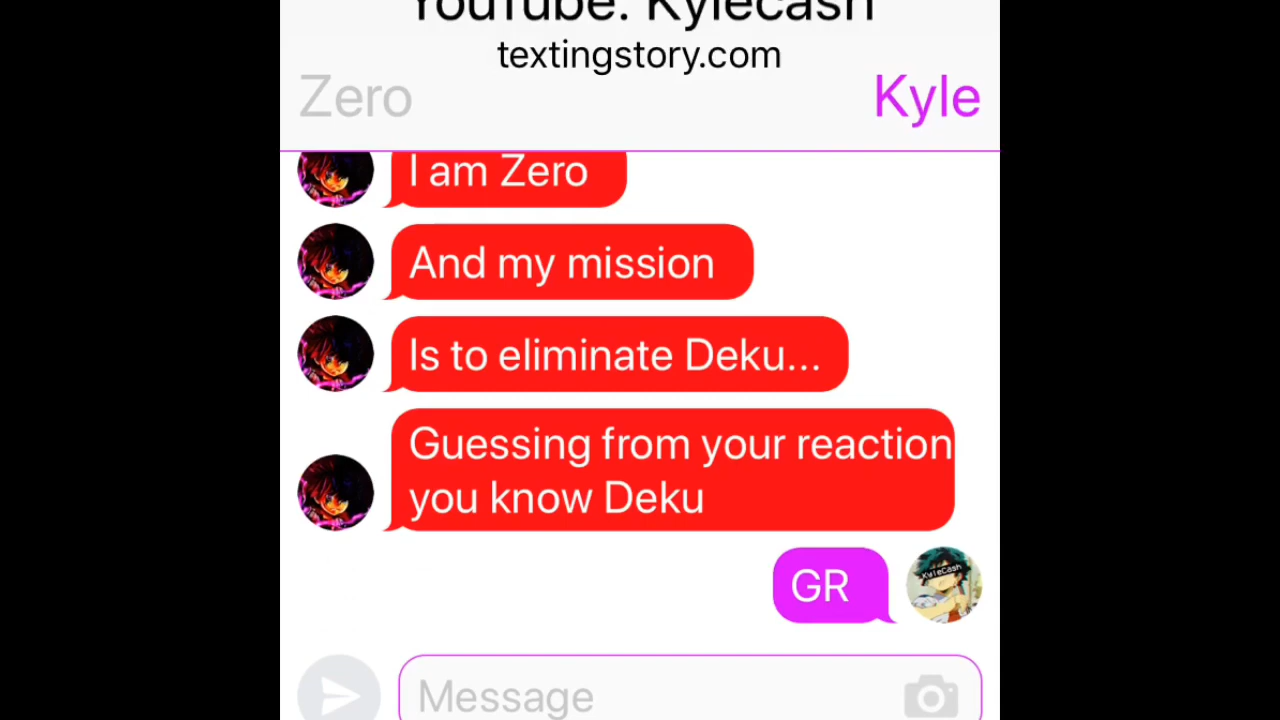 YouTube: Kylecash
textingstory.com
Zero
Kyle
I am Zero
And my mission
Is to eliminate Deku...
Guessing from your reaction
you know Deku
GR
KyleCash
Message